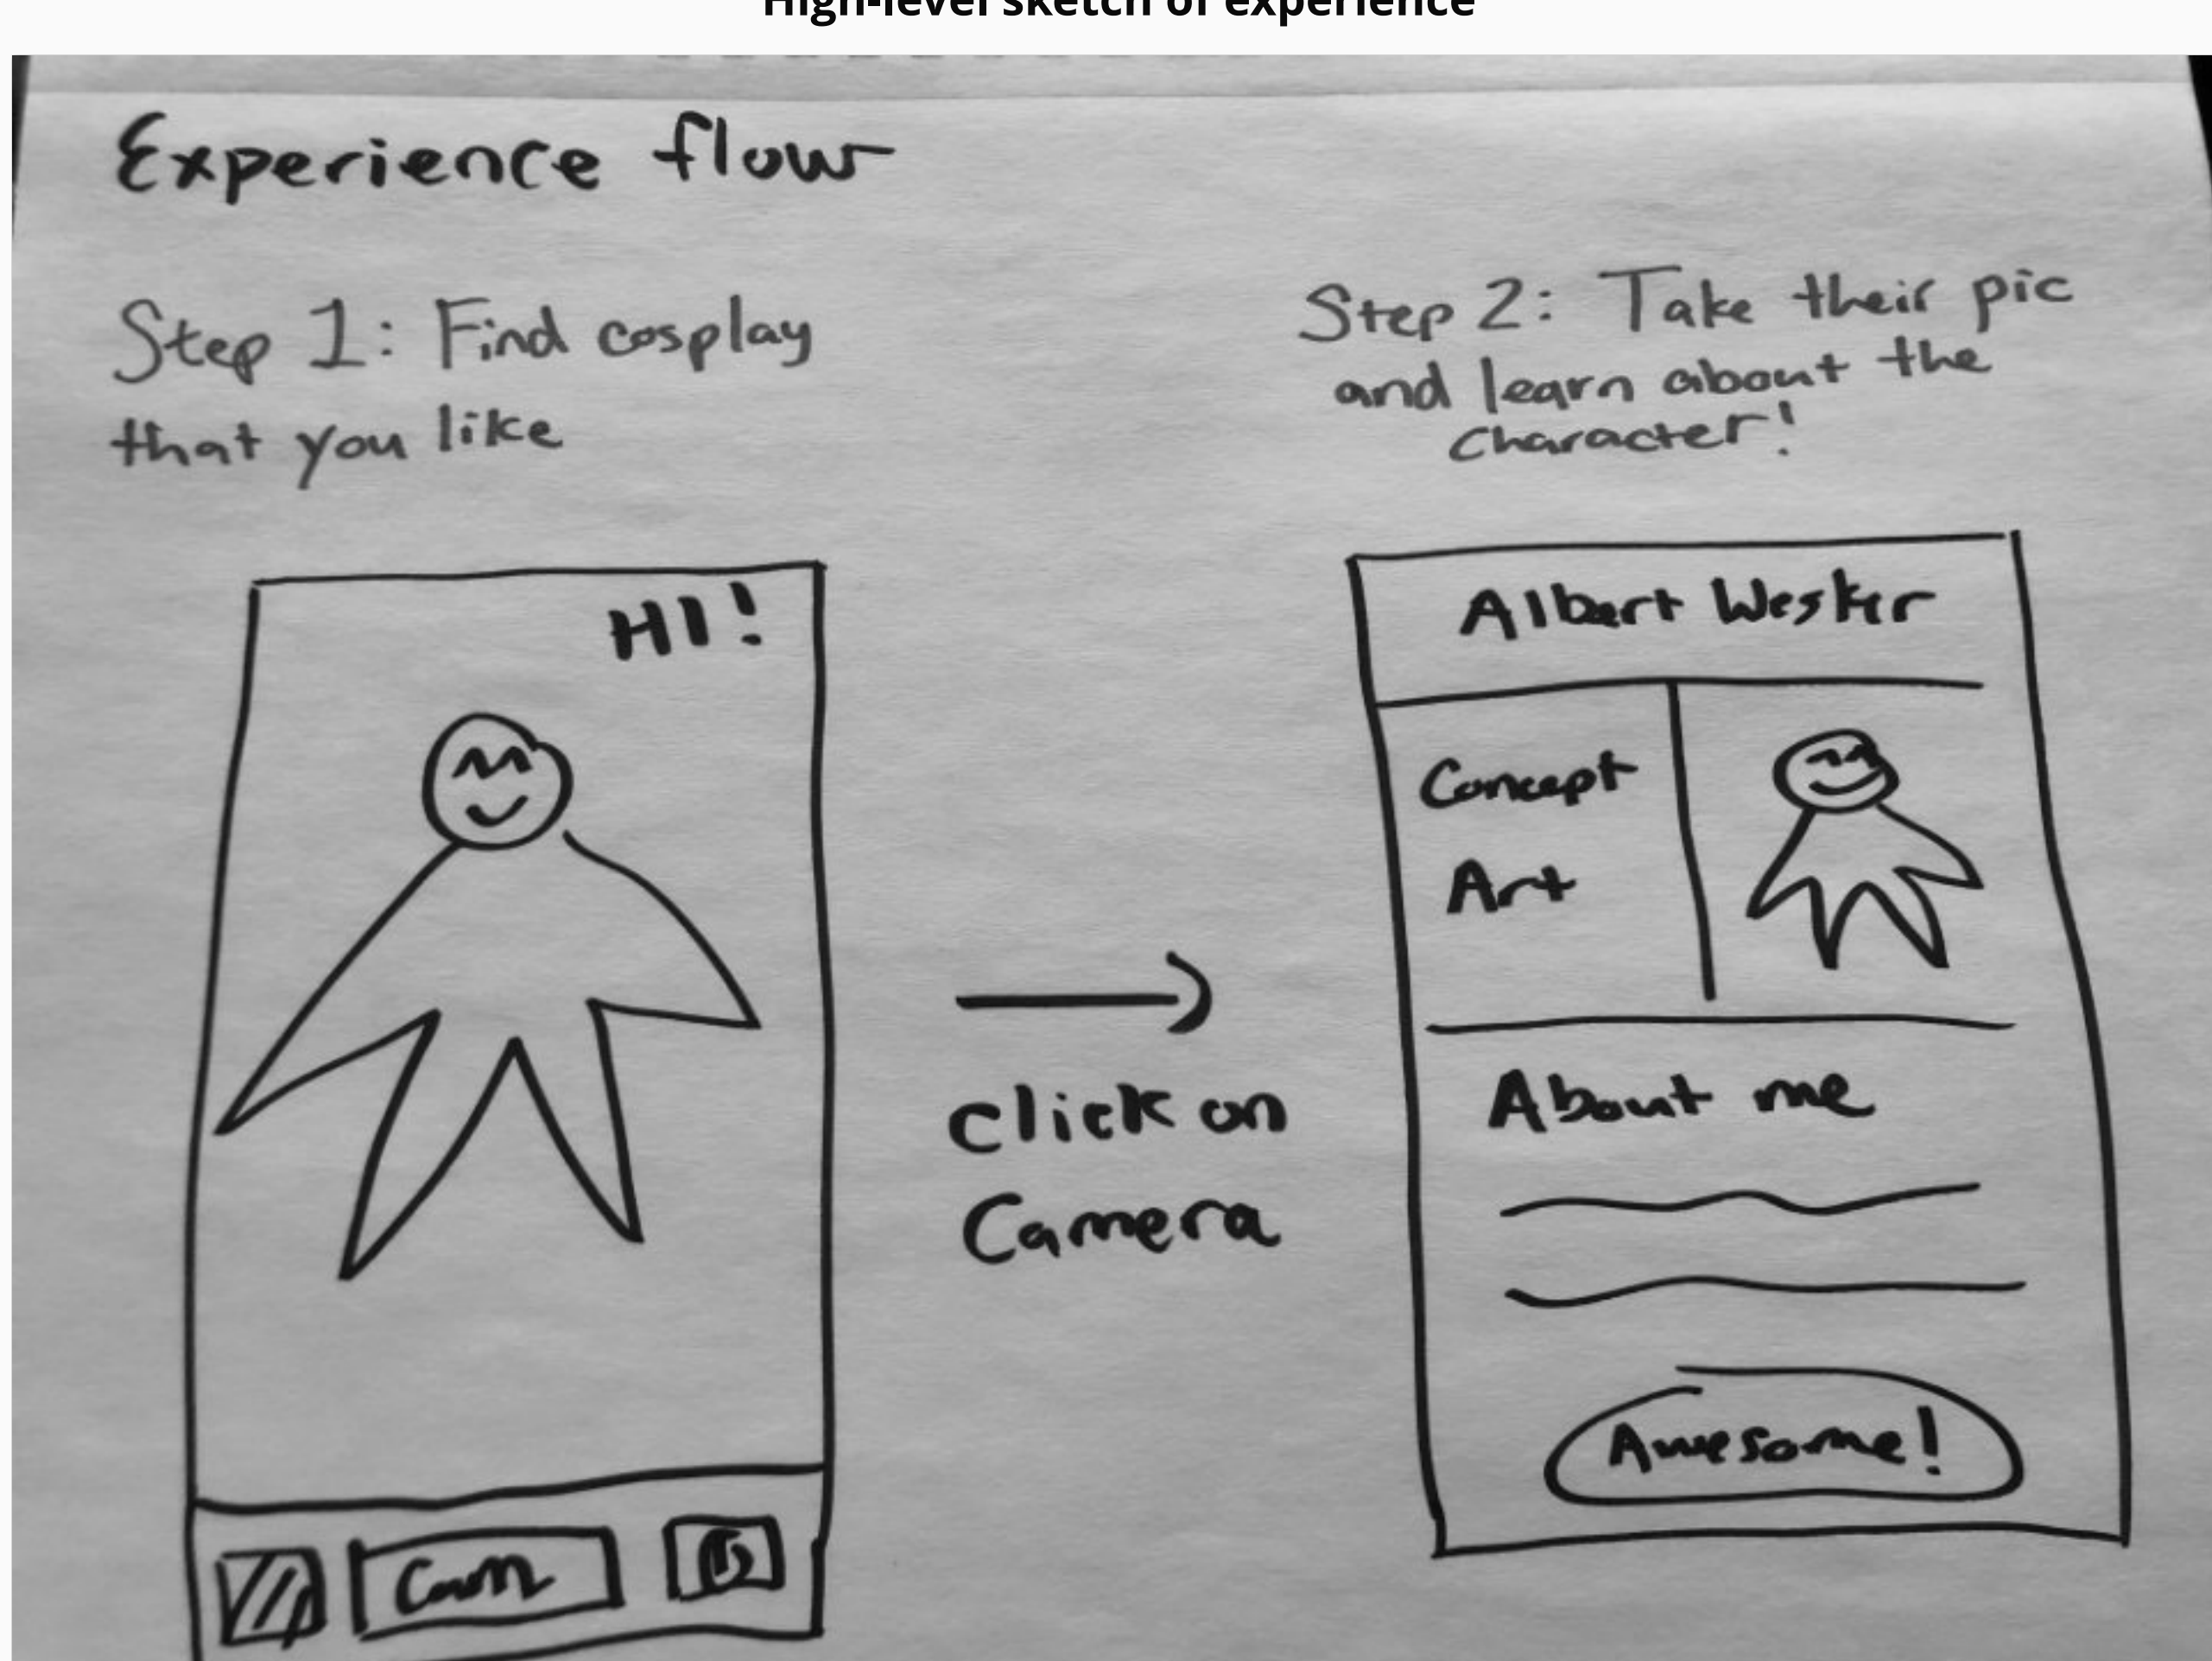 High-level sketch of experience
Experience flow
Step 1: Find cosplay
that you like
Step 2: Take their pic
and learn about the
Character!
HI!
Cam
click on
Camera
Albert Wesker
Concept
Art
About me
Awesome!